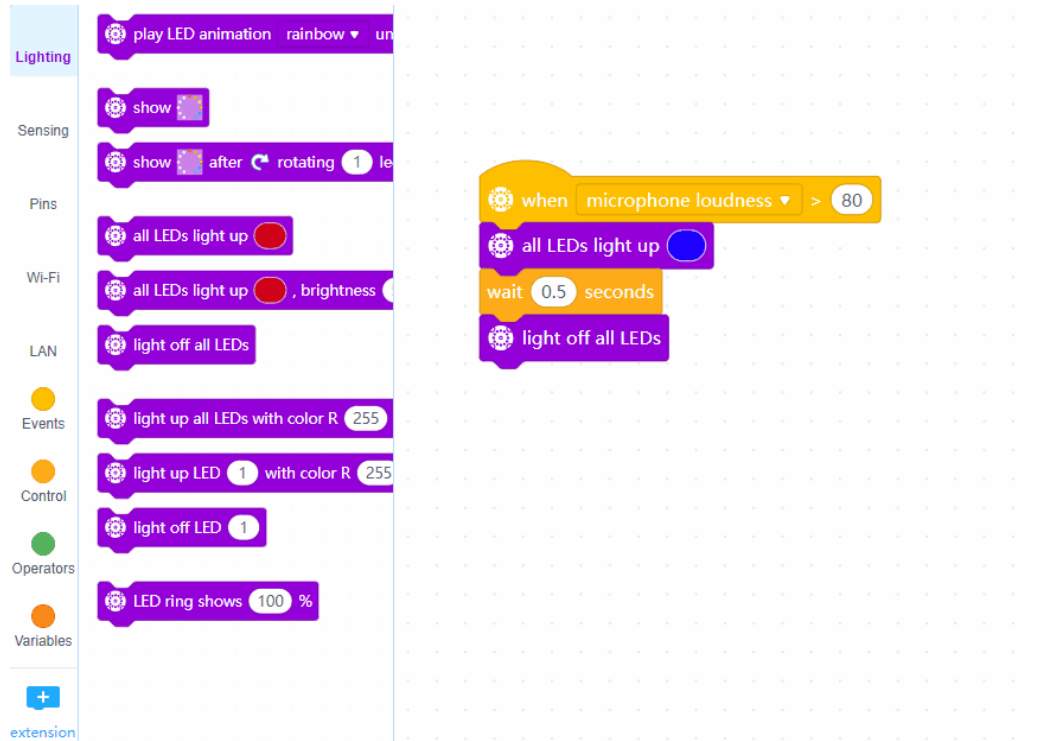 Lighting
Sensing
Pins
Wi-Fi
LAN
Events
Control
Operators
Variables
extension
play LED animation rainbow un
show
show after rotating 1 le
all LEDs light up
all LEDs light up , brightness
light off all LEDs
light up all LEDs with color R 255
light up LED 1 with color R 255
light off LED 1
LED ring shows 100 %
when microphone loudness > 80
all LEDs light up
wait 0.5 seconds
light off all LEDs